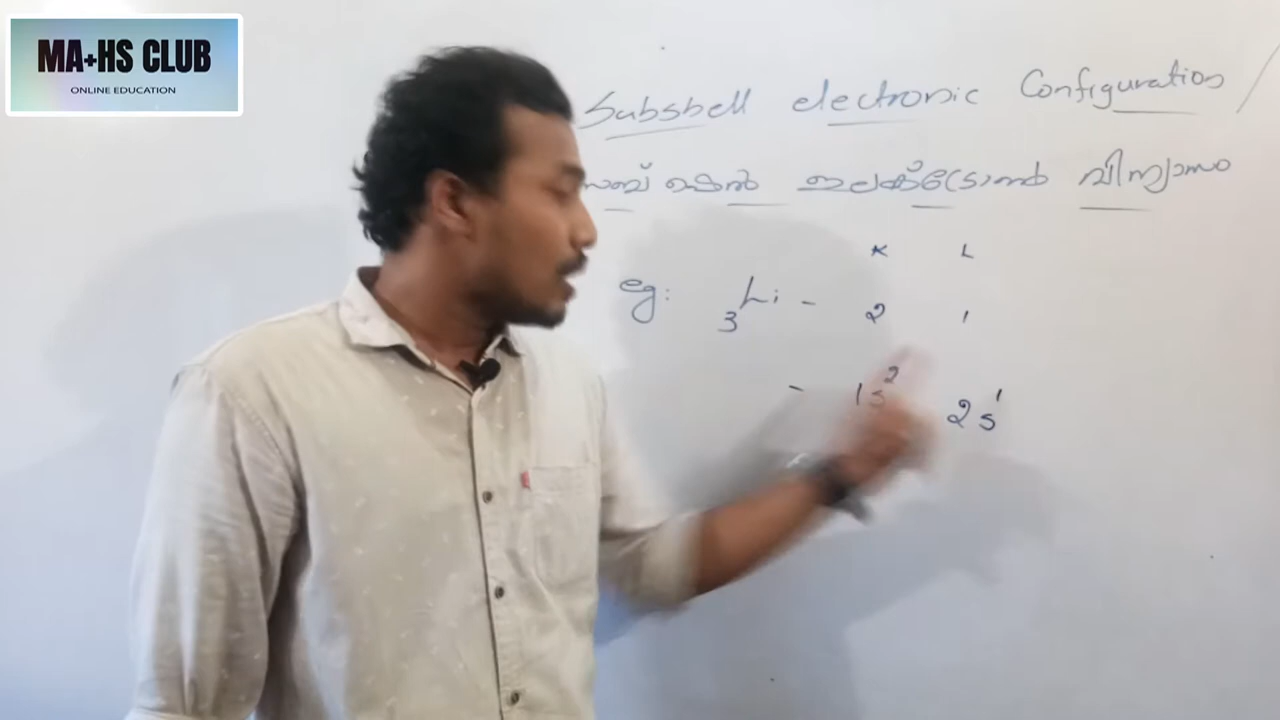 MA+HS CLUB
ONLINE EDUCATION
Subshell electronic Configuration /
സബ് ഷെൽ ഇലക്ട്രോൺ വിന്യാസം
K L
eg: ₃Li - 2 1
- 1s² 2s¹